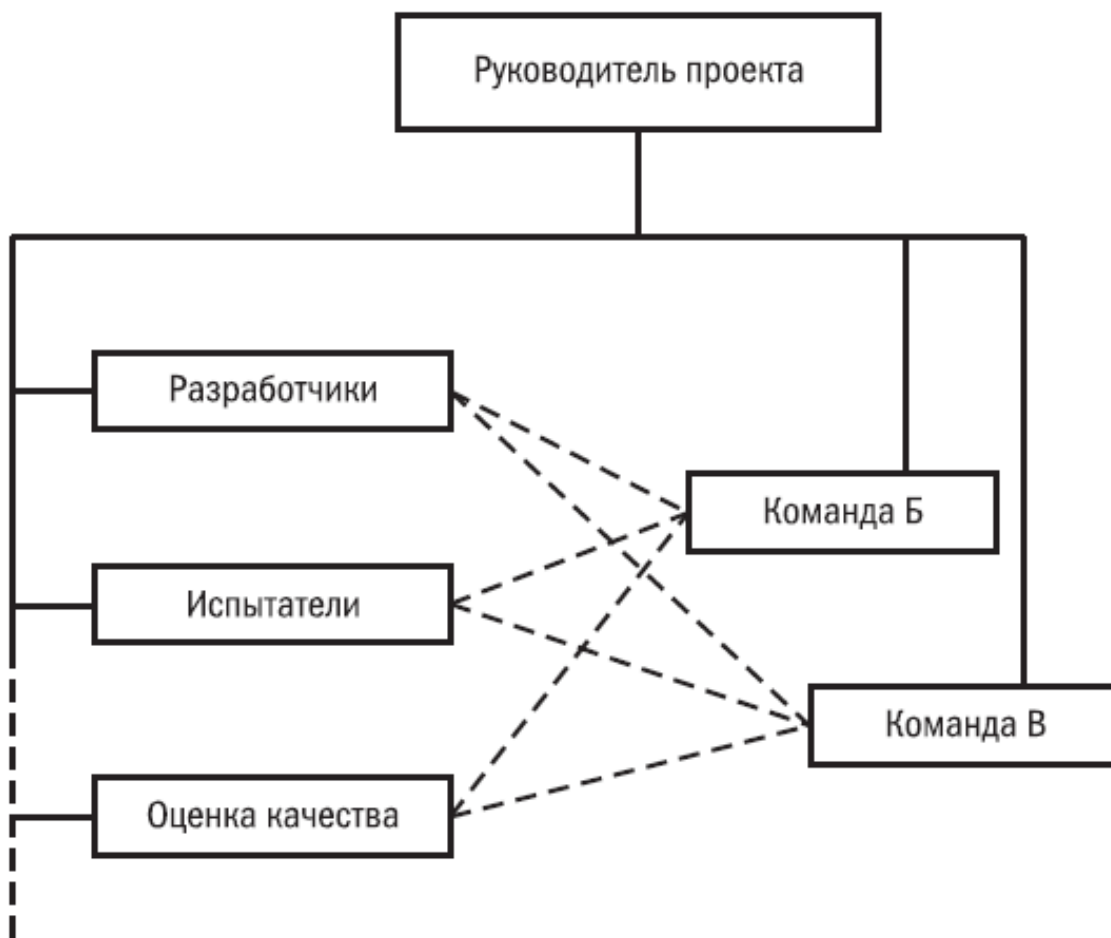 Руководитель проекта
Разработчики
Команда Б
Испытатели
Команда В
Оценка качества